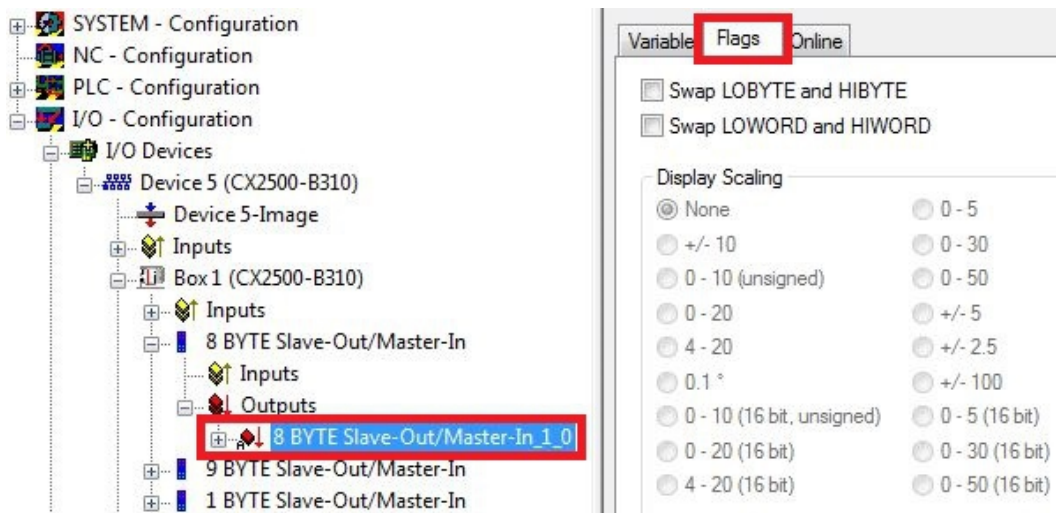 SYSTEM - Configuration
NC - Configuration
PLC - Configuration
I/O - Configuration
I/O Devices
Device 5 (CX2500-B310)
Device 5-Image
Inputs
Box 1 (CX2500-B310)
Inputs
8 BYTE Slave-Out/Master-In
Inputs
Outputs
8 BYTE Slave-Out/Master-In_1_0
9 BYTE Slave-Out/Master-In
1 BYTE Slave-Out/Master-In
Variable Flags Online
Swap LOBYTE and HIBYTE
Swap LOWORD and HIWORD
Display Scaling
None 0 - 5
+/- 10 0 - 30
0 - 10 (unsigned) 0 - 50
0 - 20 +/- 5
4 - 20 +/- 2.5
0.1 ° +/- 100
0 - 10 (16 bit, unsigned) 0 - 5 (16 bit)
0 - 20 (16 bit) 0 - 30 (16 bit)
4 - 20 (16 bit) 0 - 50 (16 bit)